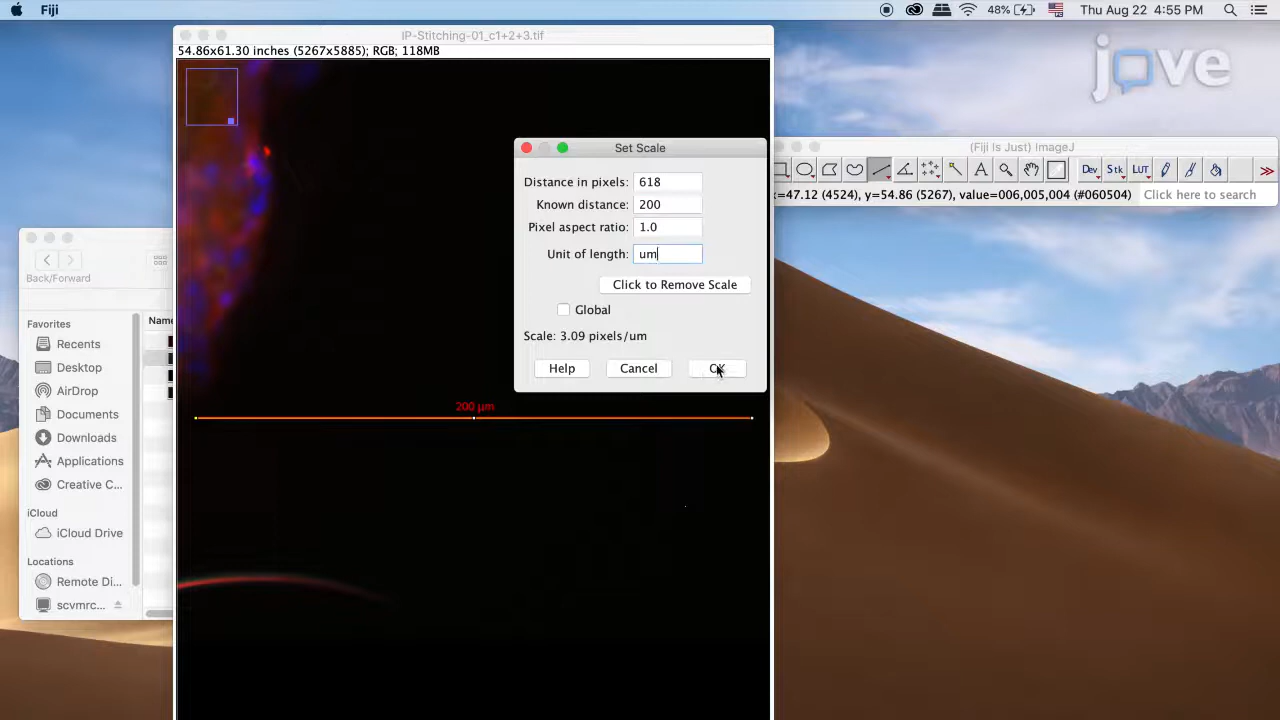 Fiji
48%
Thu Aug 22 4:55 PM
jove
IP-Stitching-01_c1+2+3.tif
54.86x61.30 inches (5267x5885); RGB; 118MB
Set Scale
Distance in pixels: 618
Known distance: 200
Pixel aspect ratio: 1.0
Unit of length: um
Click to Remove Scale
Global
Scale: 3.09 pixels/um
Help
Cancel
OK
200 µm
(Fiji Is Just) ImageJ
A
Dev
Stk
LUT
x=47.12 (4524), y=54.86 (5267), value=006,005,004 (#060504)
Click here to search
Back/Forward
Name
Favorites
Recents
Desktop
AirDrop
Documents
Downloads
Applications
Creative C...
iCloud
iCloud Drive
Locations
Remote Di...
scvmrc...